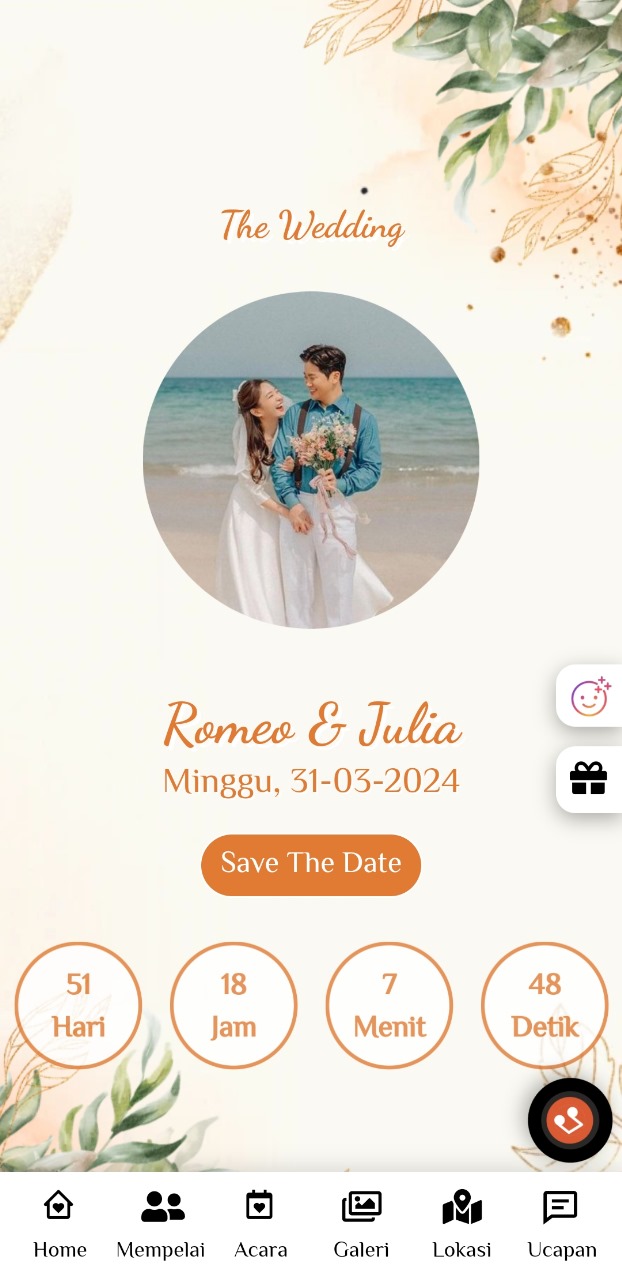 The Wedding
Romeo & Julia
Minggu, 31-03-2024
Save The Date
51 18 7 48
Hari Jam Menit Detik
Home Mempelai Acara Galeri Lokasi Ucapan